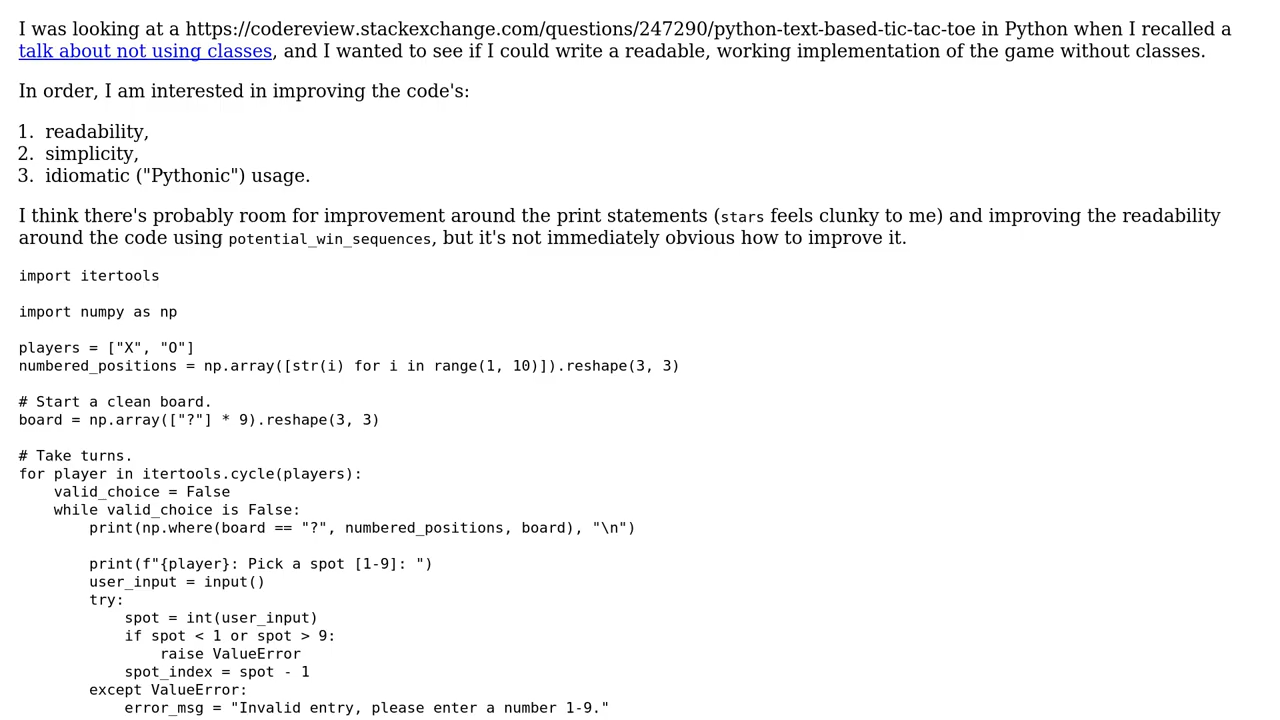 I was looking at a https://codereview.stackexchange.com/questions/247290/python-text-based-tic-tac-toe in Python when I recalled a
talk about not using classes, and I wanted to see if I could write a readable, working implementation of the game without classes.
In order, I am interested in improving the code's:
1. readability,
2. simplicity,
3. idiomatic ("Pythonic") usage.
I think there's probably room for improvement around the print statements (stars feels clunky to me) and improving the readability
around the code using potential_win_sequences, but it's not immediately obvious how to improve it.
import itertools
import numpy as np
players = ["X", "O"]
numbered_positions = np.array([str(i) for i in range(1, 10)]).reshape(3, 3)
# Start a clean board.
board = np.array(["?"] * 9).reshape(3, 3)
# Take turns.
for player in itertools.cycle(players):
    valid_choice = False
    while valid_choice is False:
        print(np.where(board == "?", numbered_positions, board), "\n")
        print(f"{player}: Pick a spot [1-9]: ")
        user_input = input()
        try:
            spot = int(user_input)
            if spot < 1 or spot > 9:
                raise ValueError
            spot_index = spot - 1
        except ValueError:
            error_msg = "Invalid entry, please enter a number 1-9."